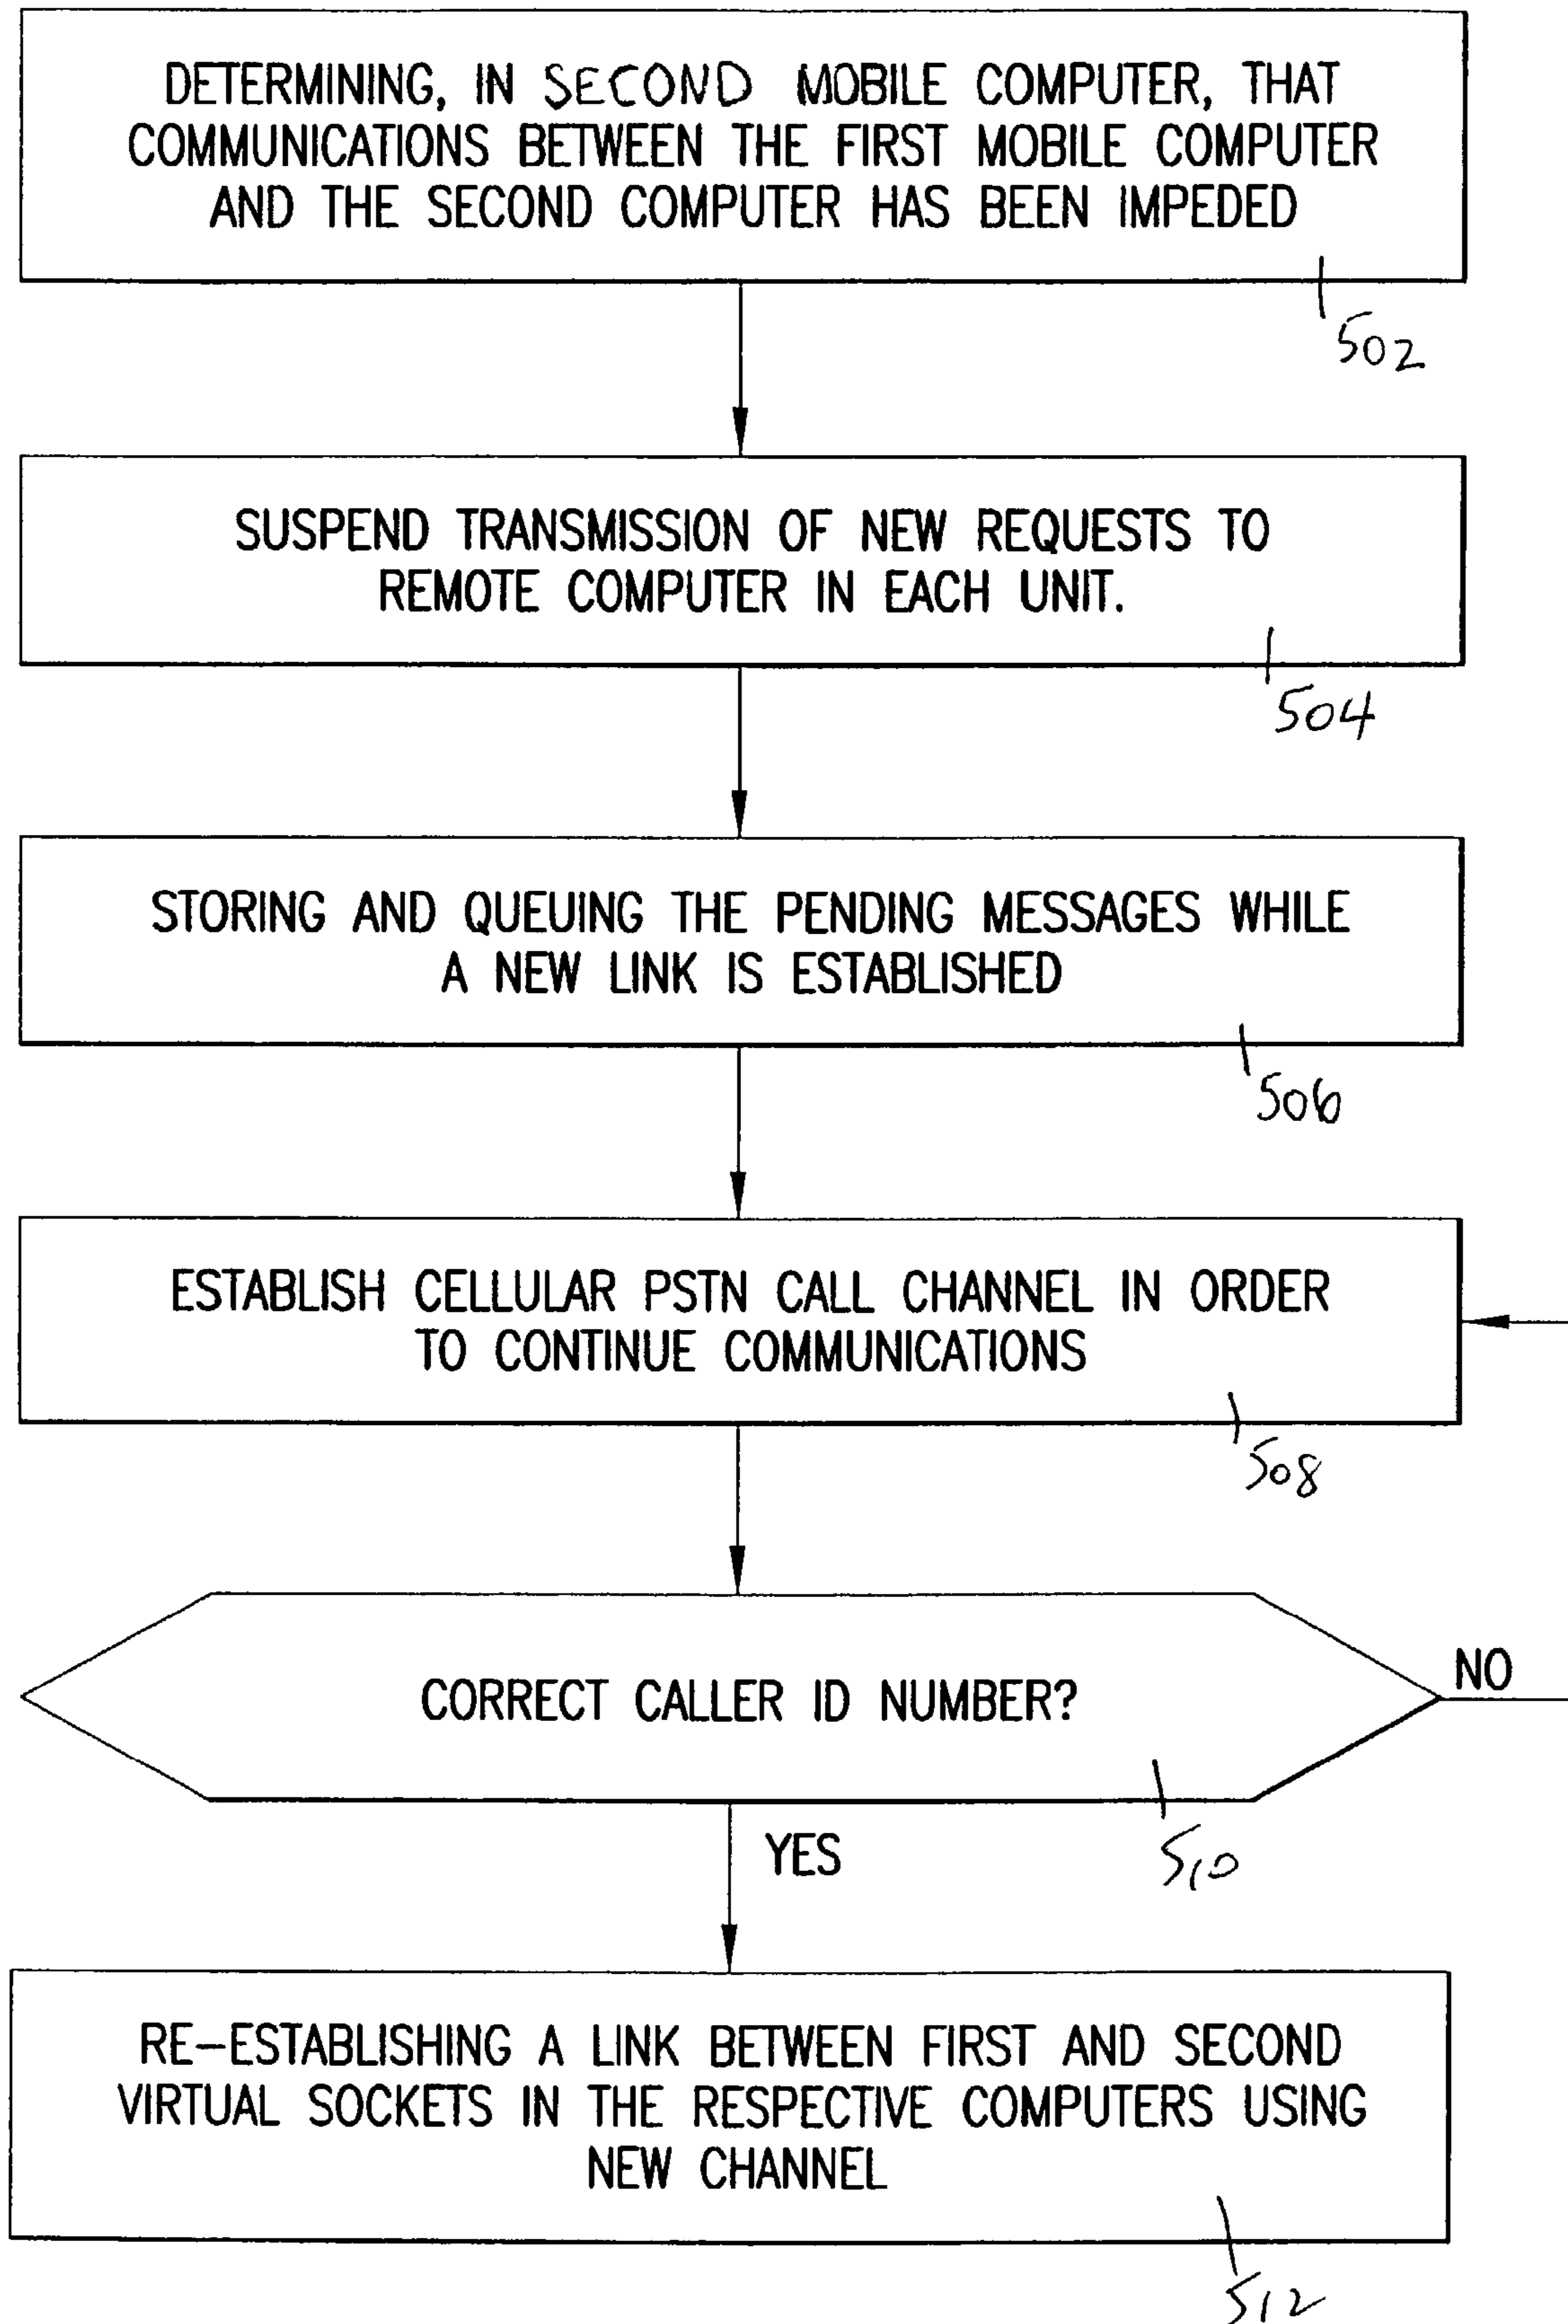 DETERMINING, IN SECOND MOBILE COMPUTER, THAT
COMMUNICATIONS BETWEEN THE FIRST MOBILE COMPUTER
AND THE SECOND COMPUTER HAS BEEN IMPEDED
502
SUSPEND TRANSMISSION OF NEW REQUESTS TO
REMOTE COMPUTER IN EACH UNIT.
504
STORING AND QUEUING THE PENDING MESSAGES WHILE
A NEW LINK IS ESTABLISHED
506
ESTABLISH CELLULAR PSTN CALL CHANNEL IN ORDER
TO CONTINUE COMMUNICATIONS
508
CORRECT CALLER ID NUMBER?
NO
510
YES
RE-ESTABLISHING A LINK BETWEEN FIRST AND SECOND
VIRTUAL SOCKETS IN THE RESPECTIVE COMPUTERS USING
NEW CHANNEL
512